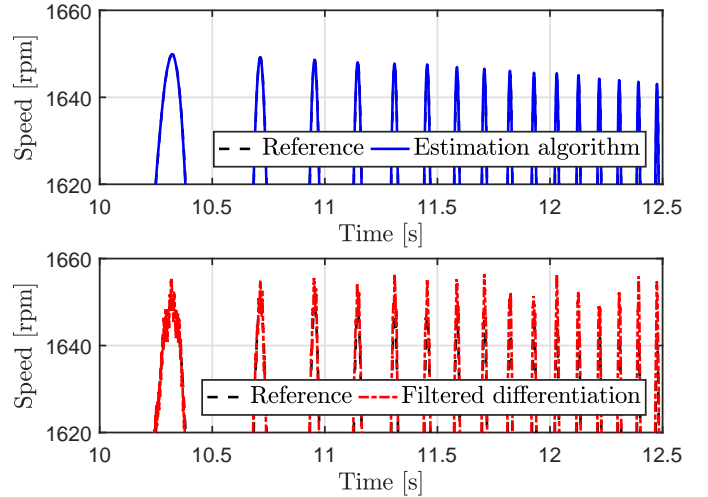 1660
1640
1620
Speed [rpm]
Reference Estimation algorithm
10 10.5 11 11.5 12 12.5
Time [s]
1660
1640
1620
Speed [rpm]
Reference Filtered differentiation
10 10.5 11 11.5 12 12.5
Time [s]